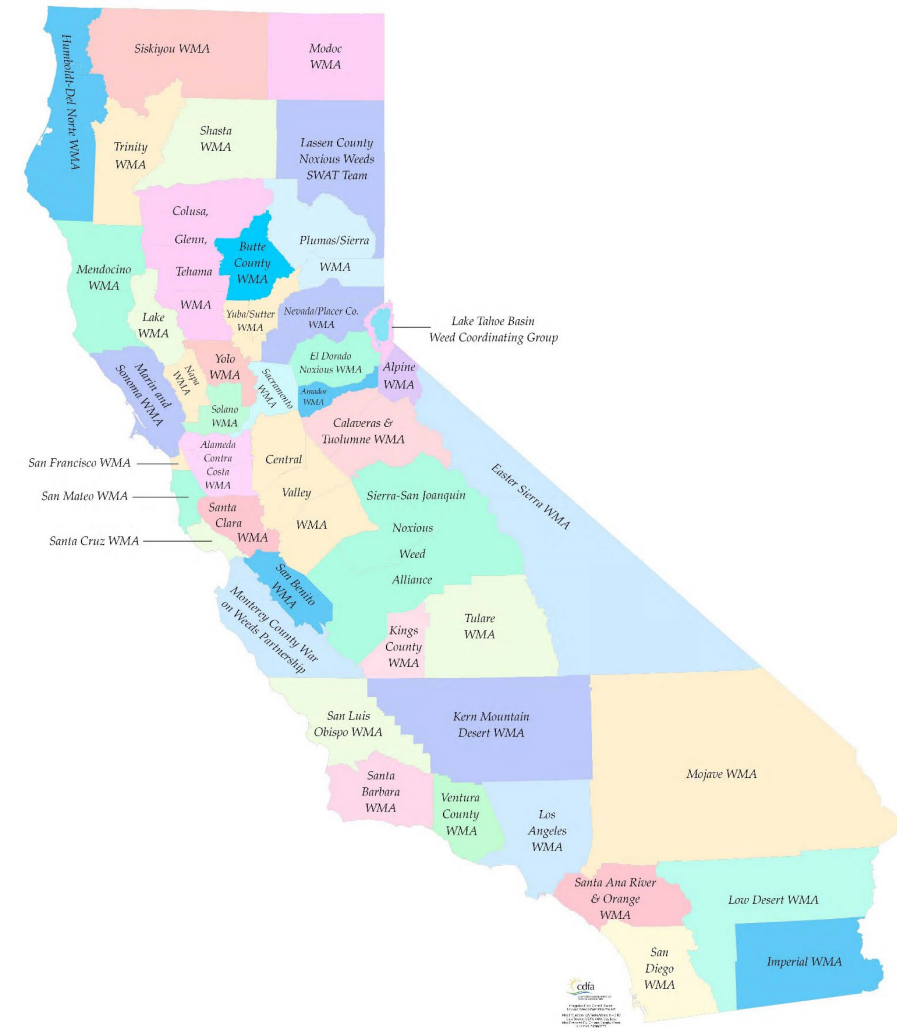 Humboldt-Del Norte WMA
Siskiyou WMA
Modoc
WMA
Trinity
WMA
Shasta
WMA
Lassen County
Noxious Weeds
SWAT Team
Colusa,
Glenn,
Tehama
WMA
Butte
County
WMA
Plumas/Sierra
WMA
Mendocino
WMA
Lake
WMA
Yuba/Sutter
WMA
Nevada/Placer Co.
WMA
Lake Tahoe Basin
Weed Coordinating Group
Marin and
Sonoma WMA
Napa
WMA
Yolo
WMA
Solano
WMA
Sacramento
WMA
El Dorado
Noxious WMA
Amador
WMA
Alpine
WMA
Calaveras &
Tuolumne WMA
San Francisco WMA
San Mateo WMA
Santa Cruz WMA
Alameda
Contra
Costa
WMA
Santa
Clara
WMA
Central
Valley
WMA
Sierra-San Joanquin
Noxious
Weed
Alliance
Easter Sierra WMA
San Benito
WMA
Monterey County War
on Weeds Partnership
Kings
County
WMA
Tulare
WMA
San Luis
Obispo WMA
Kern Mountain
Desert WMA
Mojave WMA
Santa
Barbara
WMA
Ventura
County
WMA
Los
Angeles
WMA
Santa Ana River
& Orange
WMA
Low Desert WMA
San
Diego
WMA
Imperial WMA
cdfa